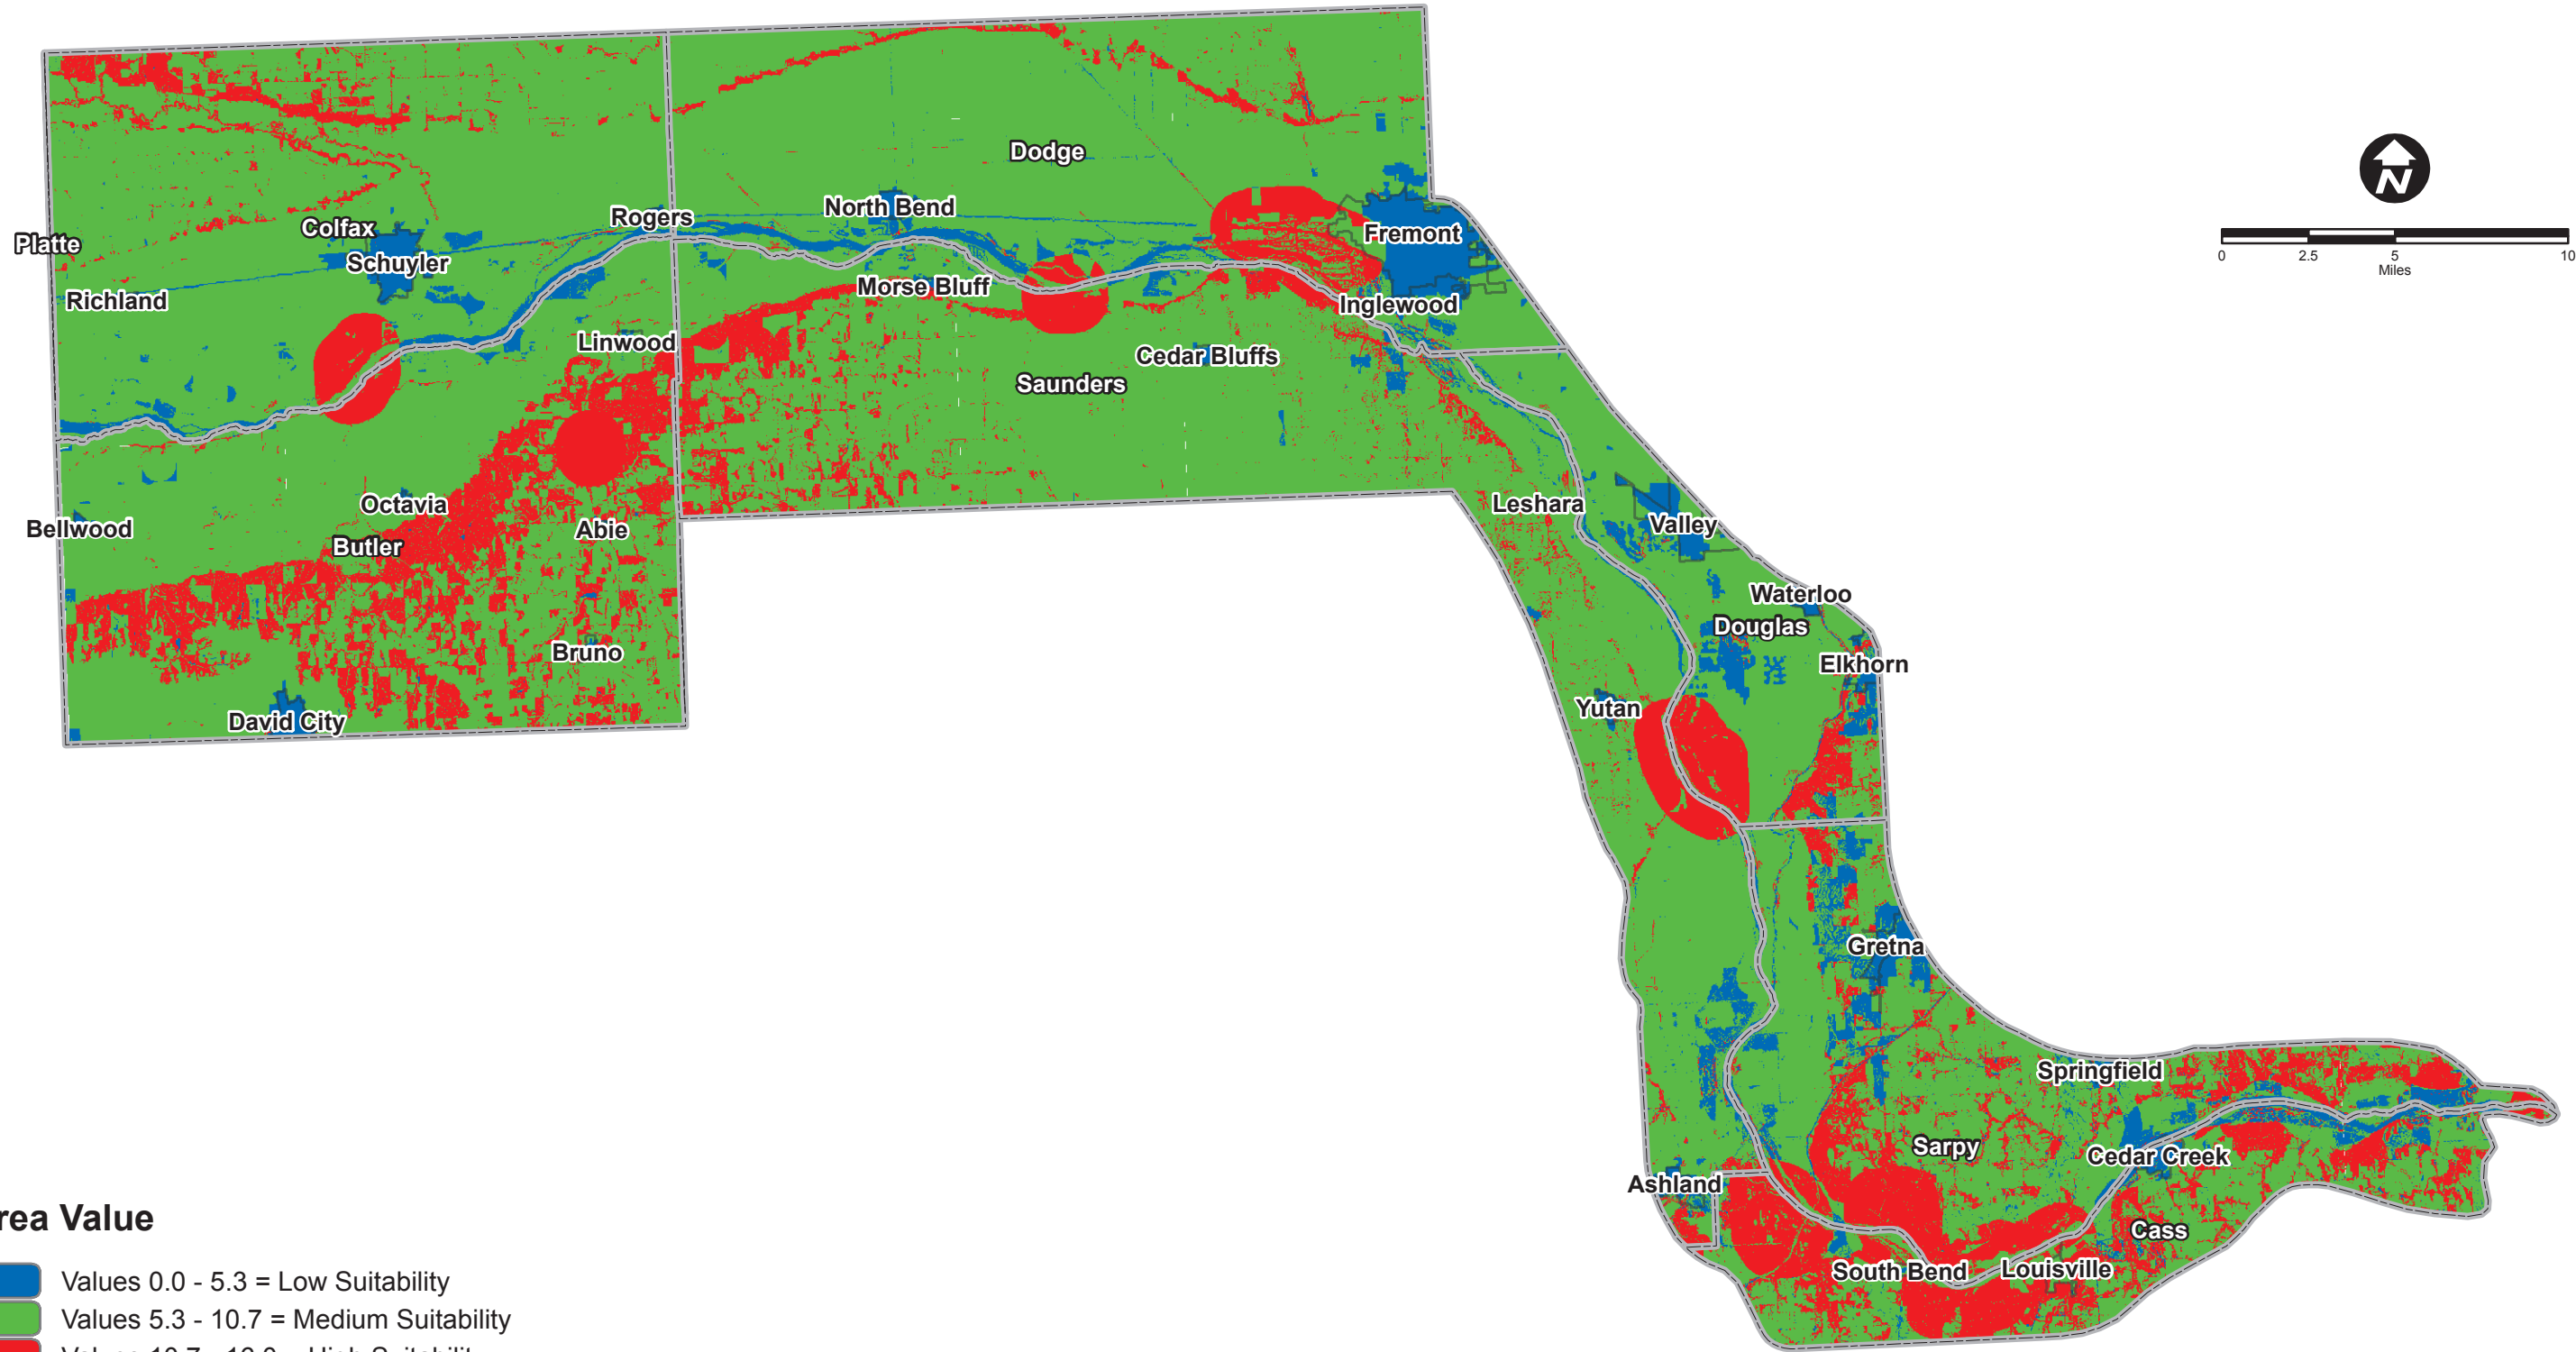 Dodge
Rogers
North Bend
Colfax
Fremont
Platte
Schuyler
Richland
Morse Bluff
Inglewood
Linwood
Cedar Bluffs
Saunders
Octavia
Leshara
Bellwood
Abie
Valley
Butler
Waterloo
Douglas
Bruno
Elkhorn
Yutan
David City
Gretna
Springfield
Sarpy
Cedar Creek
Ashland
Cass
South Bend
Louisville
N
0 2.5 5 10
Miles
rea Value
Values 0.0 - 5.3 = Low Suitability
Values 5.3 - 10.7 = Medium Suitability